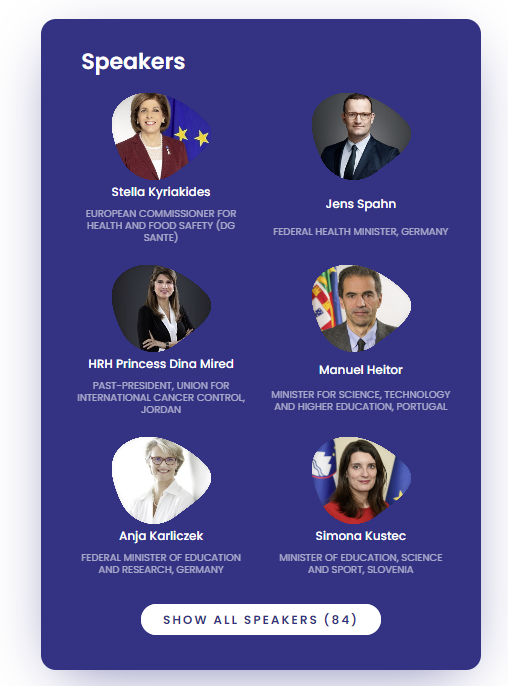 Speakers
Stella Kyriakides
EUROPEAN COMMISSIONER FOR
HEALTH AND FOOD SAFETY (DG
SANTE)
Jens Spahn
FEDERAL HEALTH MINISTER, GERMANY
HRH Princess Dina Mired
PAST-PRESIDENT, UNION FOR
INTERNATIONAL CANCER CONTROL,
JORDAN
Manuel Heitor
MINISTER FOR SCIENCE, TECHNOLOGY
AND HIGHER EDUCATION, PORTUGAL
Anja Karliczek
FEDERAL MINISTER OF EDUCATION
AND RESEARCH, GERMANY
Simona Kustec
MINISTER OF EDUCATION, SCIENCE
AND SPORT, SLOVENIA
SHOW ALL SPEAKERS (84)